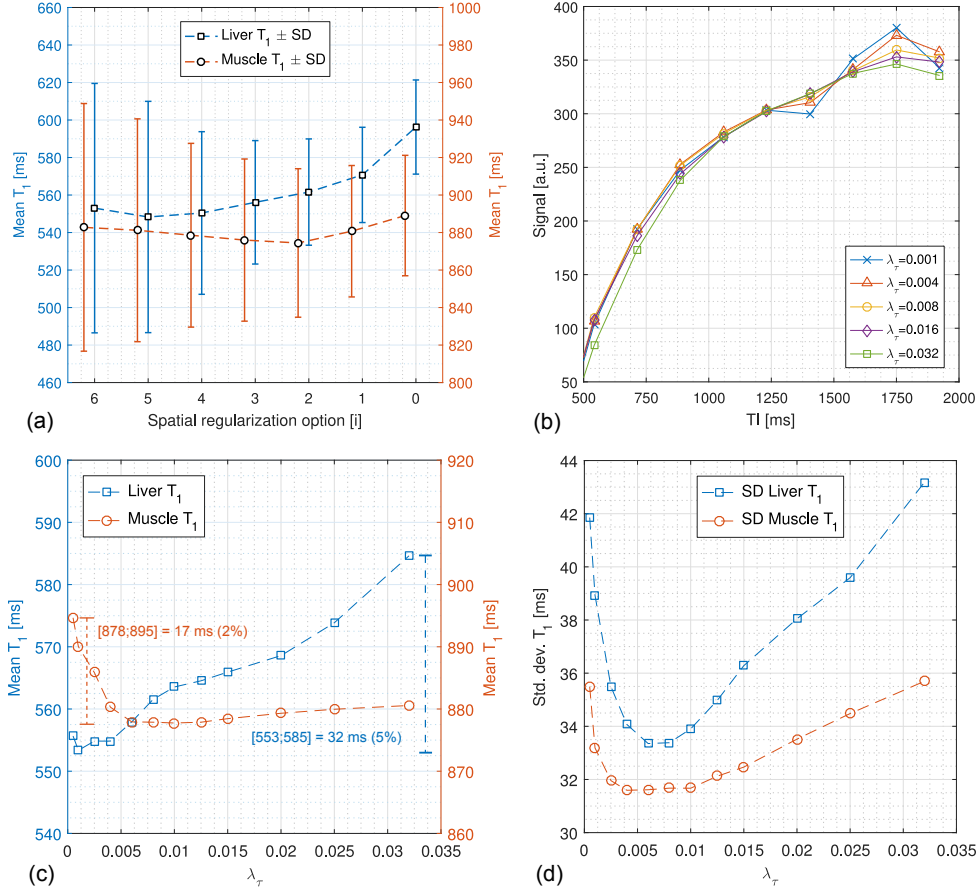 660
640
620
600
580
560
540
520
500
480
460
Mean T1 [ms]
1000
980
960
940
920
900
880
860
840
820
800
Mean T1 [ms]
Liver T1 ± SD
Muscle T1 ± SD
6 5 4 3 2 1 0
Spatial regularization option [i]
(a)
400
350
300
250
200
150
100
50
Signal [a.u.]
λτ=0.001
λτ=0.004
λτ=0.008
λτ=0.016
λτ=0.032
500 750 1000 1250 1500 1750 2000
TI [ms]
(b)
600
590
580
570
560
550
540
Mean T1 [ms]
920
910
900
890
880
870
860
Mean T1 [ms]
Liver T1
Muscle T1
[878;895] = 17 ms (2%)
[553;585] = 32 ms (5%)
0 0.005 0.01 0.015 0.02 0.025 0.03 0.035
λτ
(c)
44
42
40
38
36
34
32
30
Std. dev. T1 [ms]
SD Liver T1
SD Muscle T1
0 0.005 0.01 0.015 0.02 0.025 0.03 0.035
λτ
(d)